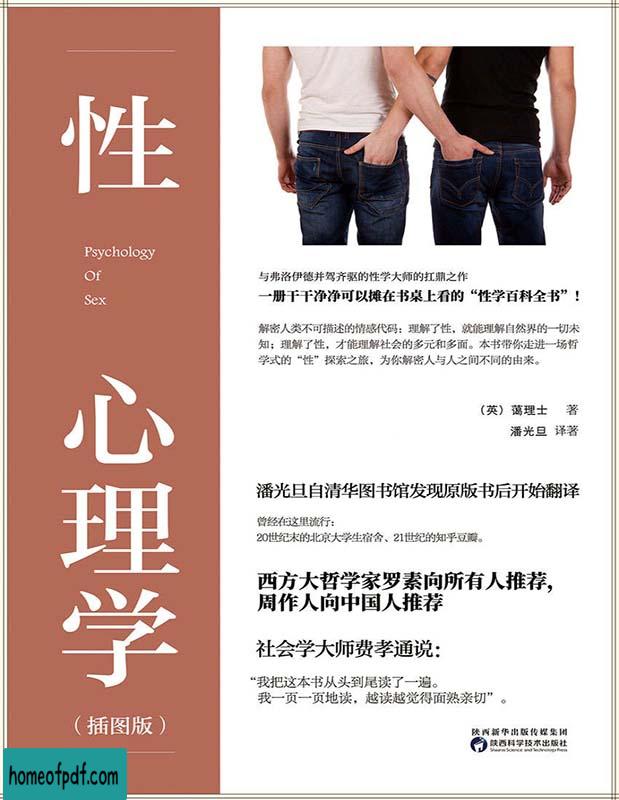 性
Psychology
Of
Sex
心
理
学
（插图版）
与弗洛伊德并驾齐驱的性学大师的扛鼎之作
一册干干净净可以摊在书桌上看的“性学百科全书”！
解密人类不可描述的情感代码：理解了性，就能理解自然界的一切未
知；理解了性，才能理解社会的多元和多面。本书带你走进一场哲
学式的“性”探索之旅，为你解密人与人之间不同的由来。
（英）蔼理士 著
潘光旦 译著
潘光旦自清华图书馆发现原版书后开始翻译
曾经在这里流行：
20世纪末的北京大学生宿舍、21世纪的知乎豆瓣。
西方大哲学家罗素向所有人推荐，
周作人向中国人推荐
社会学大师费孝通说：
“我把这本书从头到尾读了一遍。
我一页一页地读，越读越觉得面熟亲切”。
陕西新华出版传媒集团
陕西科学技术出版社
Shaanxi Science and Technology Press
homeofpdf.com